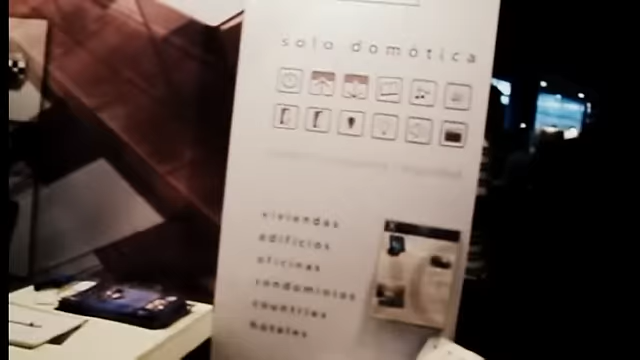 solo domótica
viviendas
edificios
oficinas
condominios
countries
hoteles